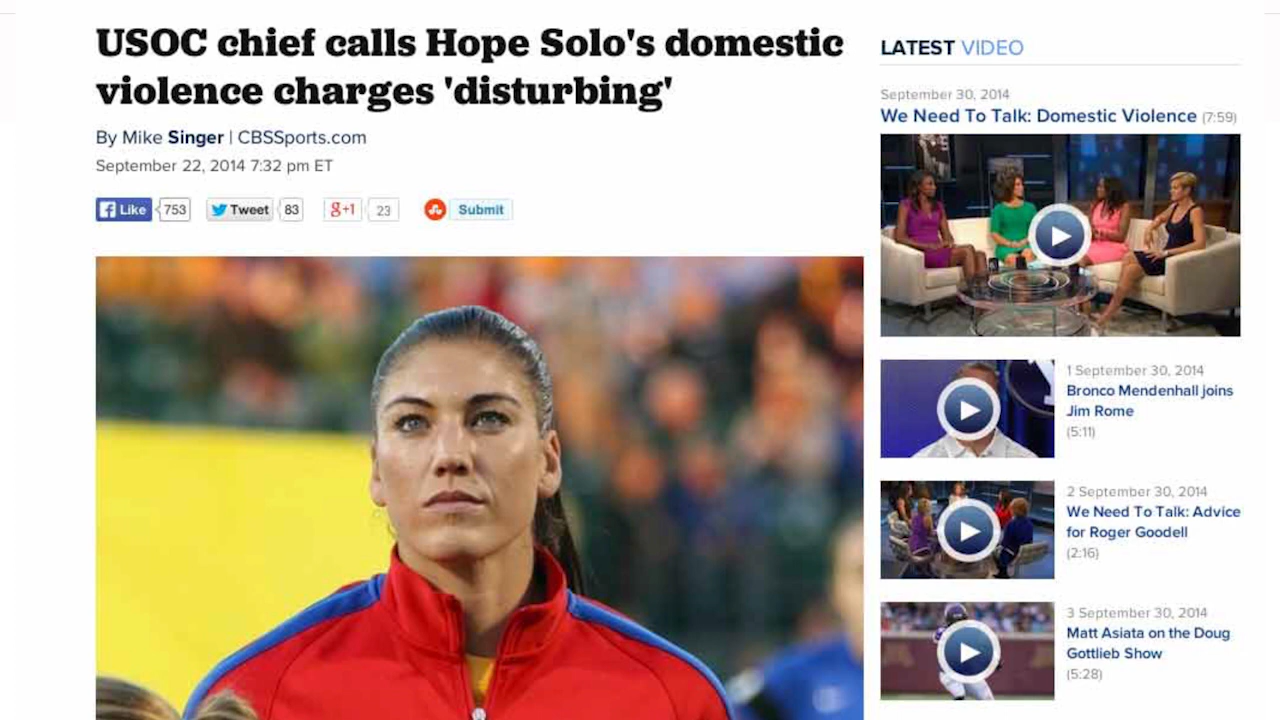 USOC chief calls Hope Solo's domestic
violence charges 'disturbing'
By Mike Singer | CBSSports.com
September 22, 2014 7:32 pm ET
Like 753 Tweet 83 g+1 23 Submit
LATEST VIDEO
September 30, 2014
We Need To Talk: Domestic Violence (7:59)
1 September 30, 2014
Bronco Mendenhall joins
Jim Rome
(5:11)
2 September 30, 2014
We Need To Talk: Advice
for Roger Goodell
(2:16)
3 September 30, 2014
Matt Asiata on the Doug
Gottlieb Show
(5:28)